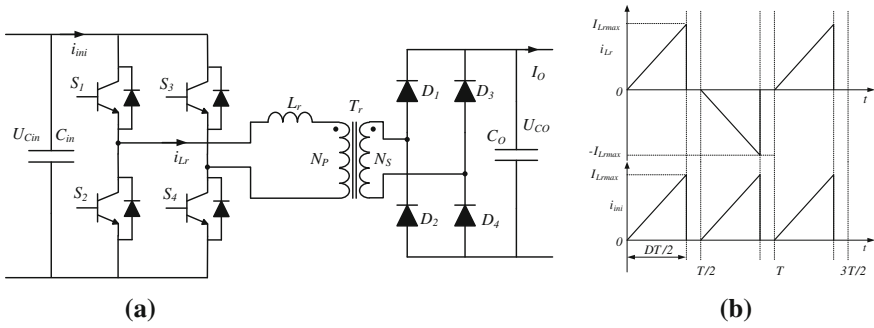 i_ini
S_1
S_3
U_Cin
C_in
L_r
T_r
i_Lr
N_P
N_S
S_2
S_4
D_1
D_3
D_2
D_4
I_O
C_O
U_CO
(a)
I_Lrmax
i_Lr
0
t
-I_Lrmax
I_Lrmax
i_ini
0
t
DT/2
T/2
T
3T/2
(b)